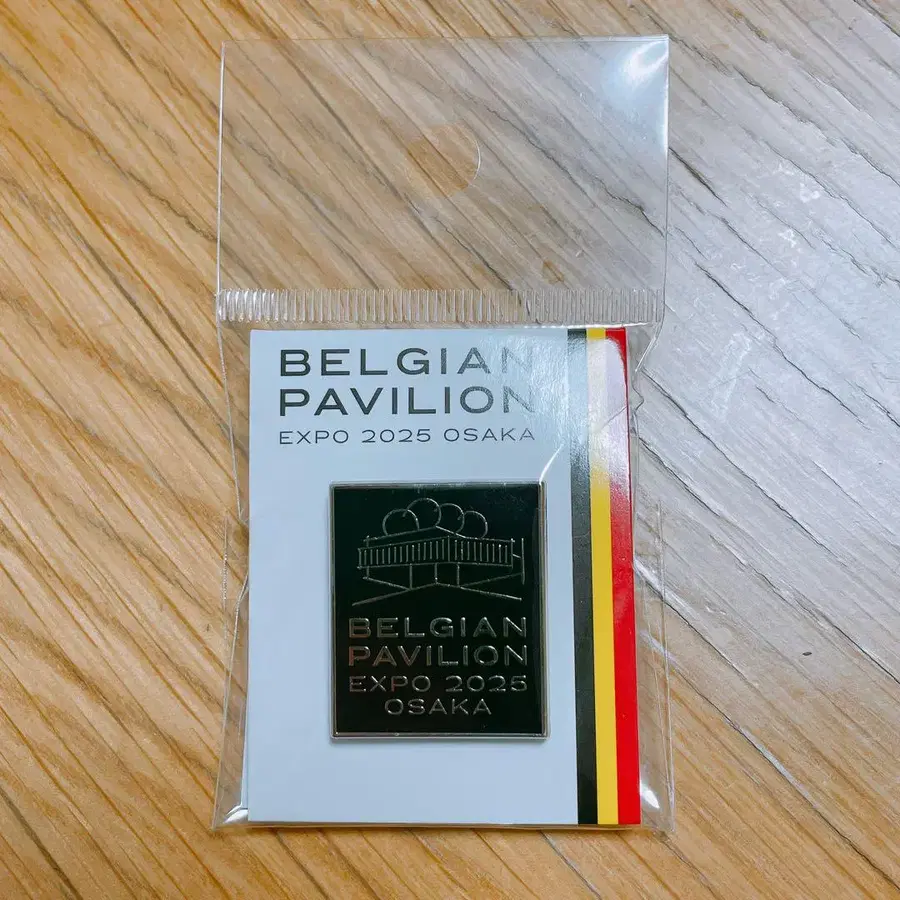 BELGIAN
PAVILION
EXPO 2025 OSAKA
BELGIAN
PAVILION
EXPO 2025
OSAKA